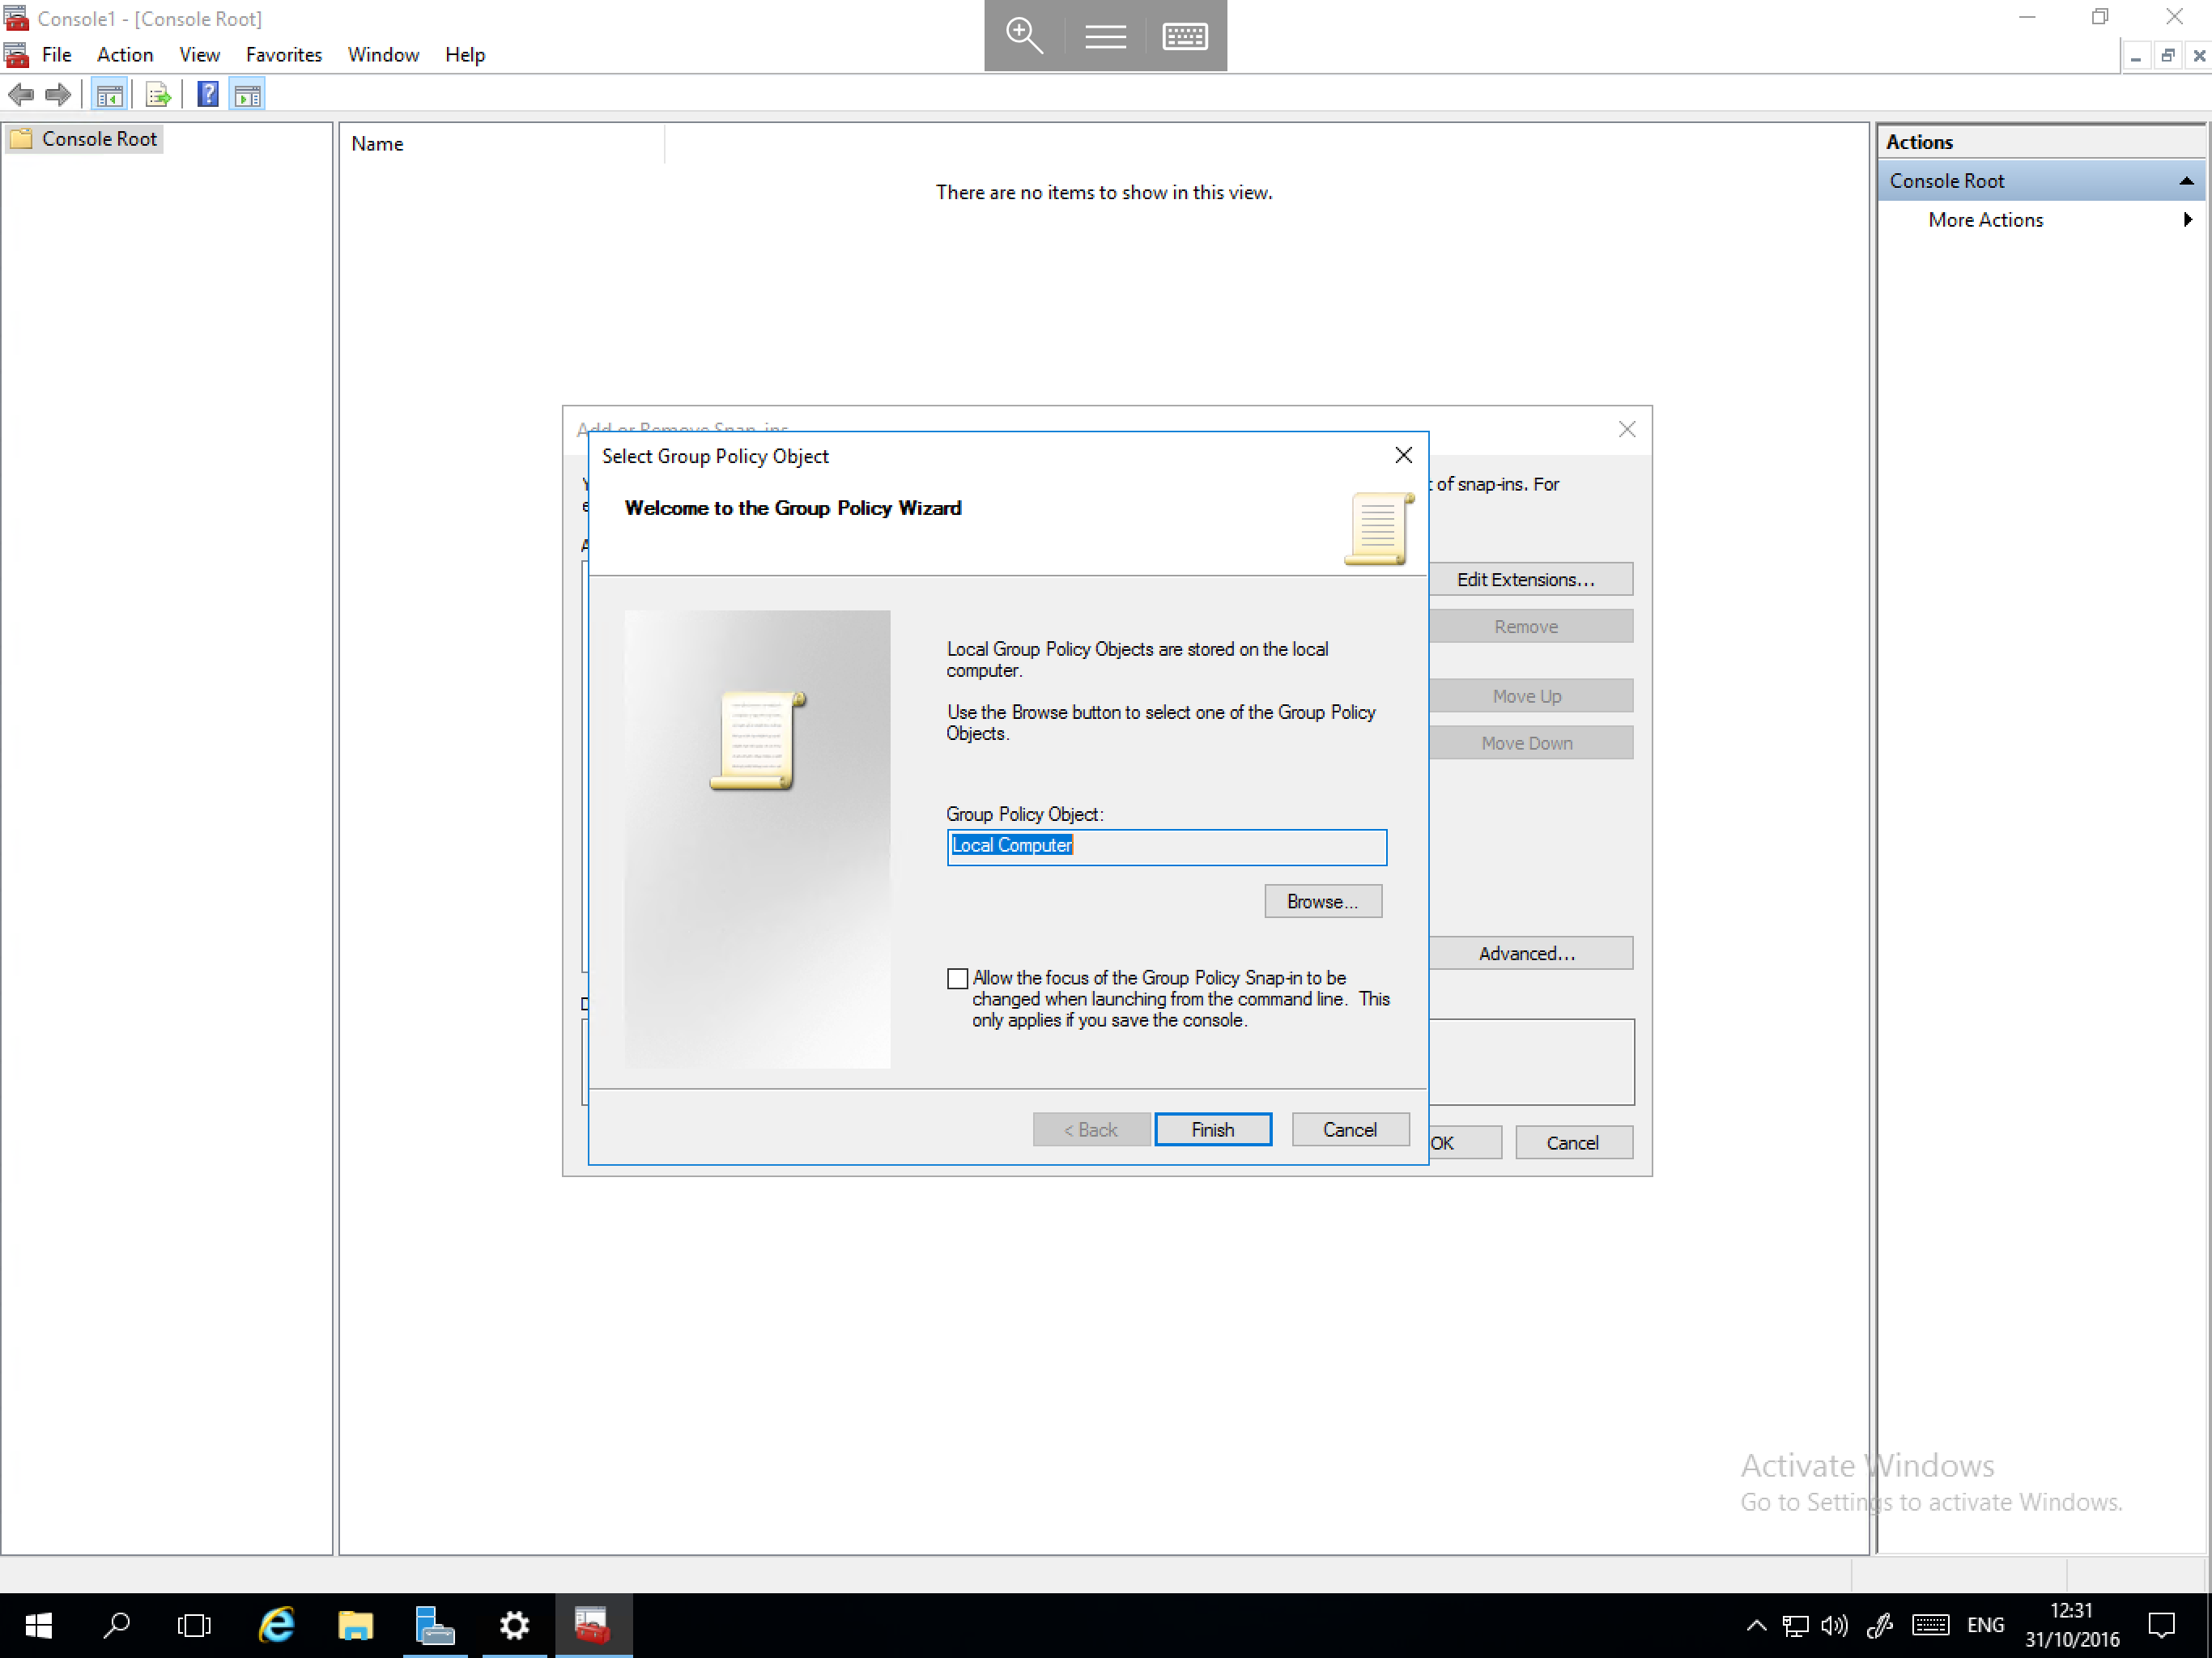 Console1 - [Console Root]
File Action View Favorites Window Help
Console Root
Name
There are no items to show in this view.
Actions
Console Root
More Actions
Add or Remove Snap-ins
of snap-ins. For
Edit Extensions...
Remove
Move Up
Move Down
Advanced...
OK
Cancel
Select Group Policy Object
Welcome to the Group Policy Wizard
Local Group Policy Objects are stored on the local
computer.
Use the Browse button to select one of the Group Policy
Objects.
Group Policy Object:
Local Computer
Browse...
Allow the focus of the Group Policy Snap-in to be
changed when launching from the command line. This
only applies if you save the console.
< Back
Finish
Cancel
Activate Windows
Go to Settings to activate Windows.
ENG
12:31
31/10/2016